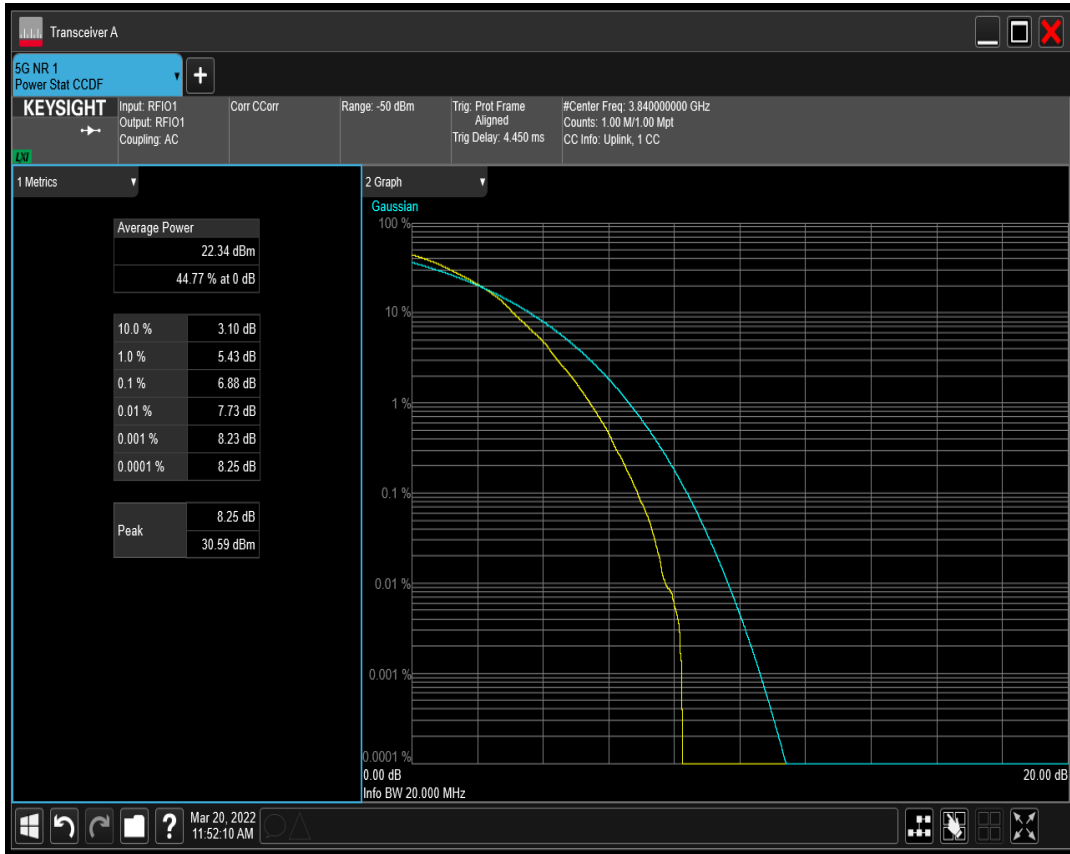 Transceiver A
5G NR 1
Power Stat CCDF
+
KEYSIGHT
LXI
Input: RFIO1
Output: RFIO1
Coupling: AC
Corr CCorr
Range: -50 dBm
Trig: Prot Frame
Aligned
Trig Delay: 4.450 ms
#Center Freq: 3.840000000 GHz
Counts: 1.00 M/1.00 Mpt
CC Info: Uplink, 1 CC
1 Metrics
Average Power
22.34 dBm
44.77 % at 0 dB
10.0 % 3.10 dB
1.0 % 5.43 dB
0.1 % 6.88 dB
0.01 % 7.73 dB
0.001 % 8.23 dB
0.0001 % 8.25 dB
Peak 8.25 dB
30.59 dBm
2 Graph
Gaussian
100 %
10 %
1 %
0.1 %
0.01 %
0.001 %
0.0001 %
0.00 dB 20.00 dB
Info BW 20.000 MHz
?
Mar 20, 2022
11:52:10 AM